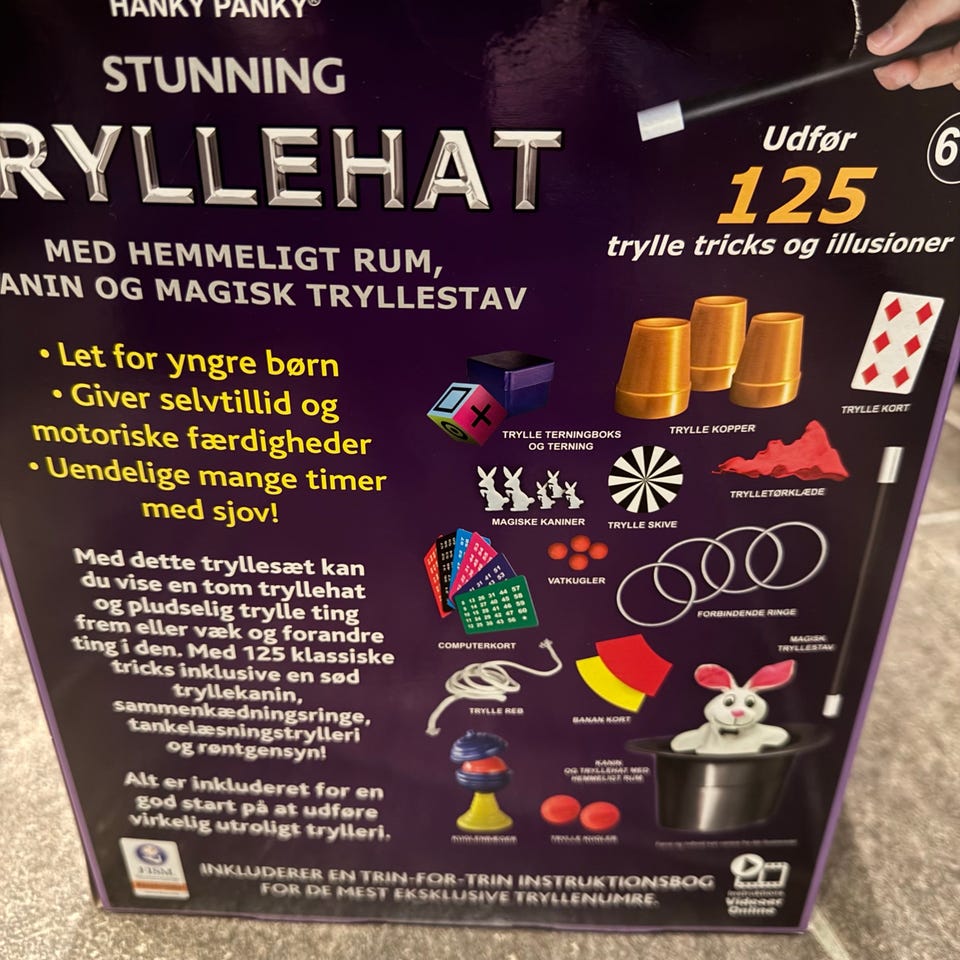 HANKY PANKY®
STUNNING
RYLLEHAT
MED HEMMELIGT RUM,
ANIN OG MAGISK TRYLLESTAV
• Let for yngre børn
• Giver selvtillid og
motoriske færdigheder
• Uendelige mange timer
med sjov!
Med dette tryllesæt kan
du vise en tom tryllehat
og pludselig trylle ting
frem eller væk og forandre
ting i den. Med 125 klassiske
tricks inklusive en sød
tryllekanin,
sammenkædningsringe,
tankelæsningstrylleri
og røntgensyn!
Alt er inkluderet for en
god start på at udføre
virkelig utroligt trylleri.
Udfør
125
trylle tricks og illusioner
6
TRYLLE TERNINGBOKS
OG TERNING
TRYLLE KOPPER
TRYLLE KORT
MAGISKE KANINER
TRYLLE SKIVE
TRYLLETØRKLÆDE
COMPUTERKORT
VATKUGLER
FORBINDENDE RINGE
MAGISK
TRYLLESTAV
TRYLLE REB
BANAN KORT
KANIN
OG TRYLLEHAT MED
HEMMELIGT RUM
TRYLLE KUGLER
FISM
INKLUDERER EN TRIN-FOR-TRIN INSTRUKTIONSBOG
FOR DE MEST EKSKLUSIVE TRYLLENUMRE.
Videoer
Online